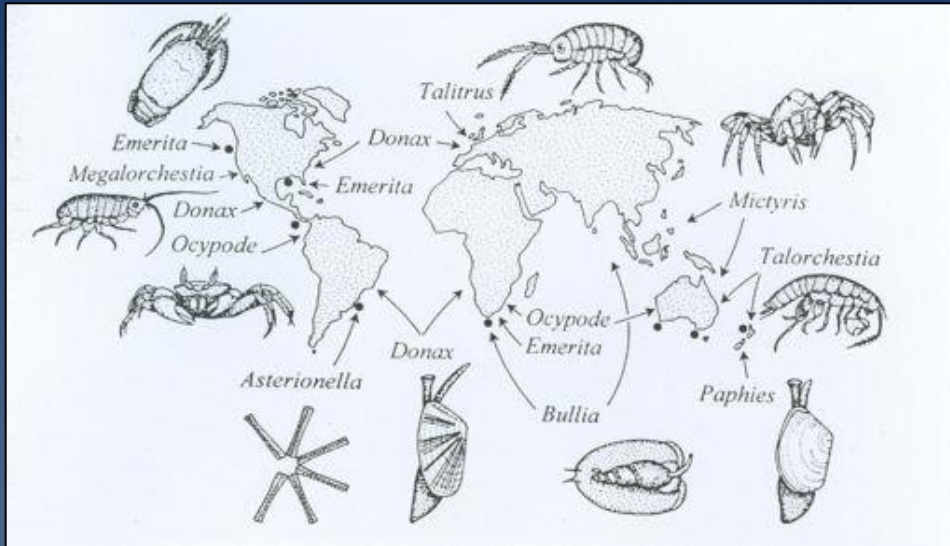 Talitrus
Emerita
Donax
Megalorchestia
Emerita
Donax
Mictyris
Ocypode
Talorchestia
Ocypode
Emerita
Donax
Asterionella
Paphies
Bullia